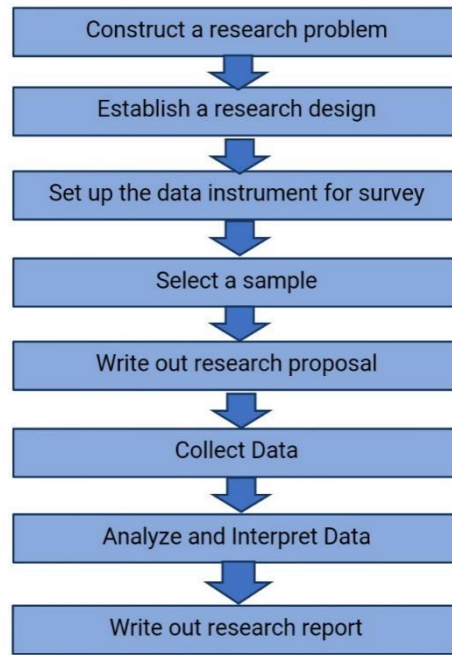 Construct a research problem
Establish a research design
Set up the data instrument for survey
Select a sample
Write out research proposal
Collect Data
Analyze and Interpret Data
Write out research report